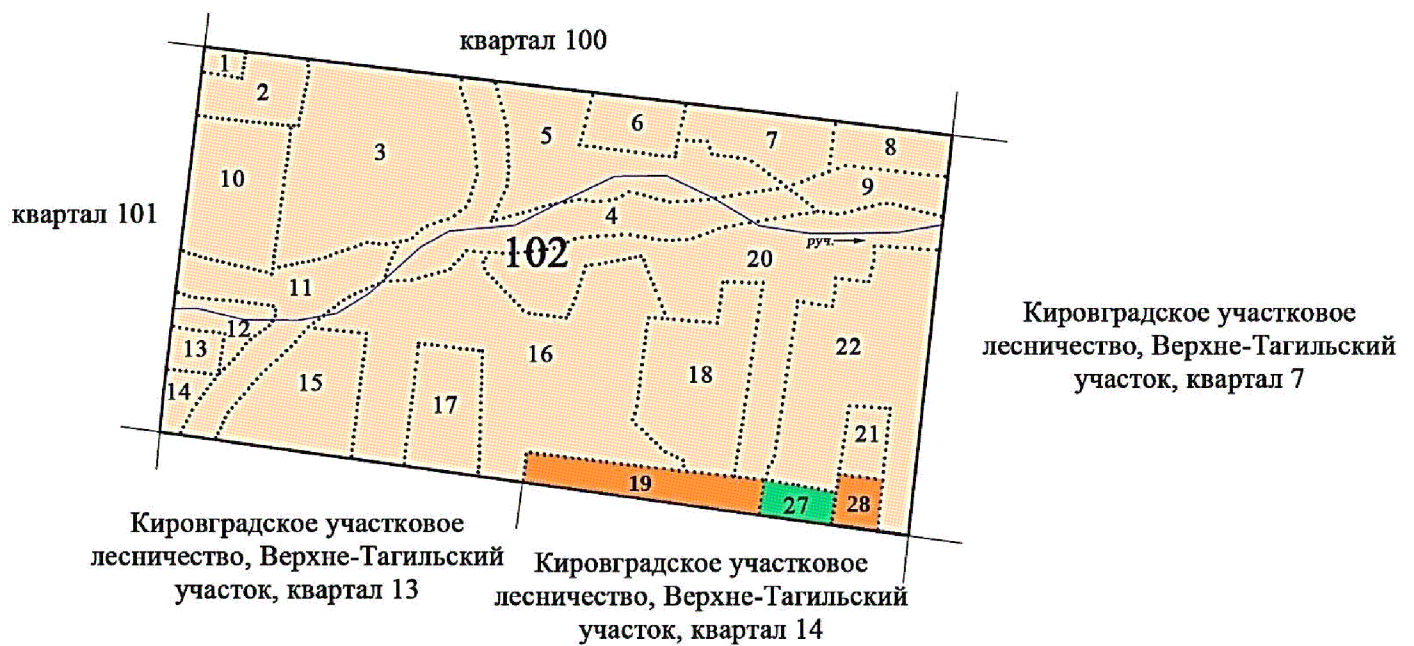 квартал 100
1
2
3
5
6
7
8
10
9
квартал 101
4
руч.
102
20
11
12
13
14
15
16
17
18
22
21
19
27
28
Кировградское участковое
лесничество, Верхне-Тагильский
участок, квартал 7
Кировградское участковое
лесничество, Верхне-Тагильский
участок, квартал 13
Кировградское участковое
лесничество, Верхне-Тагильский
участок, квартал 14